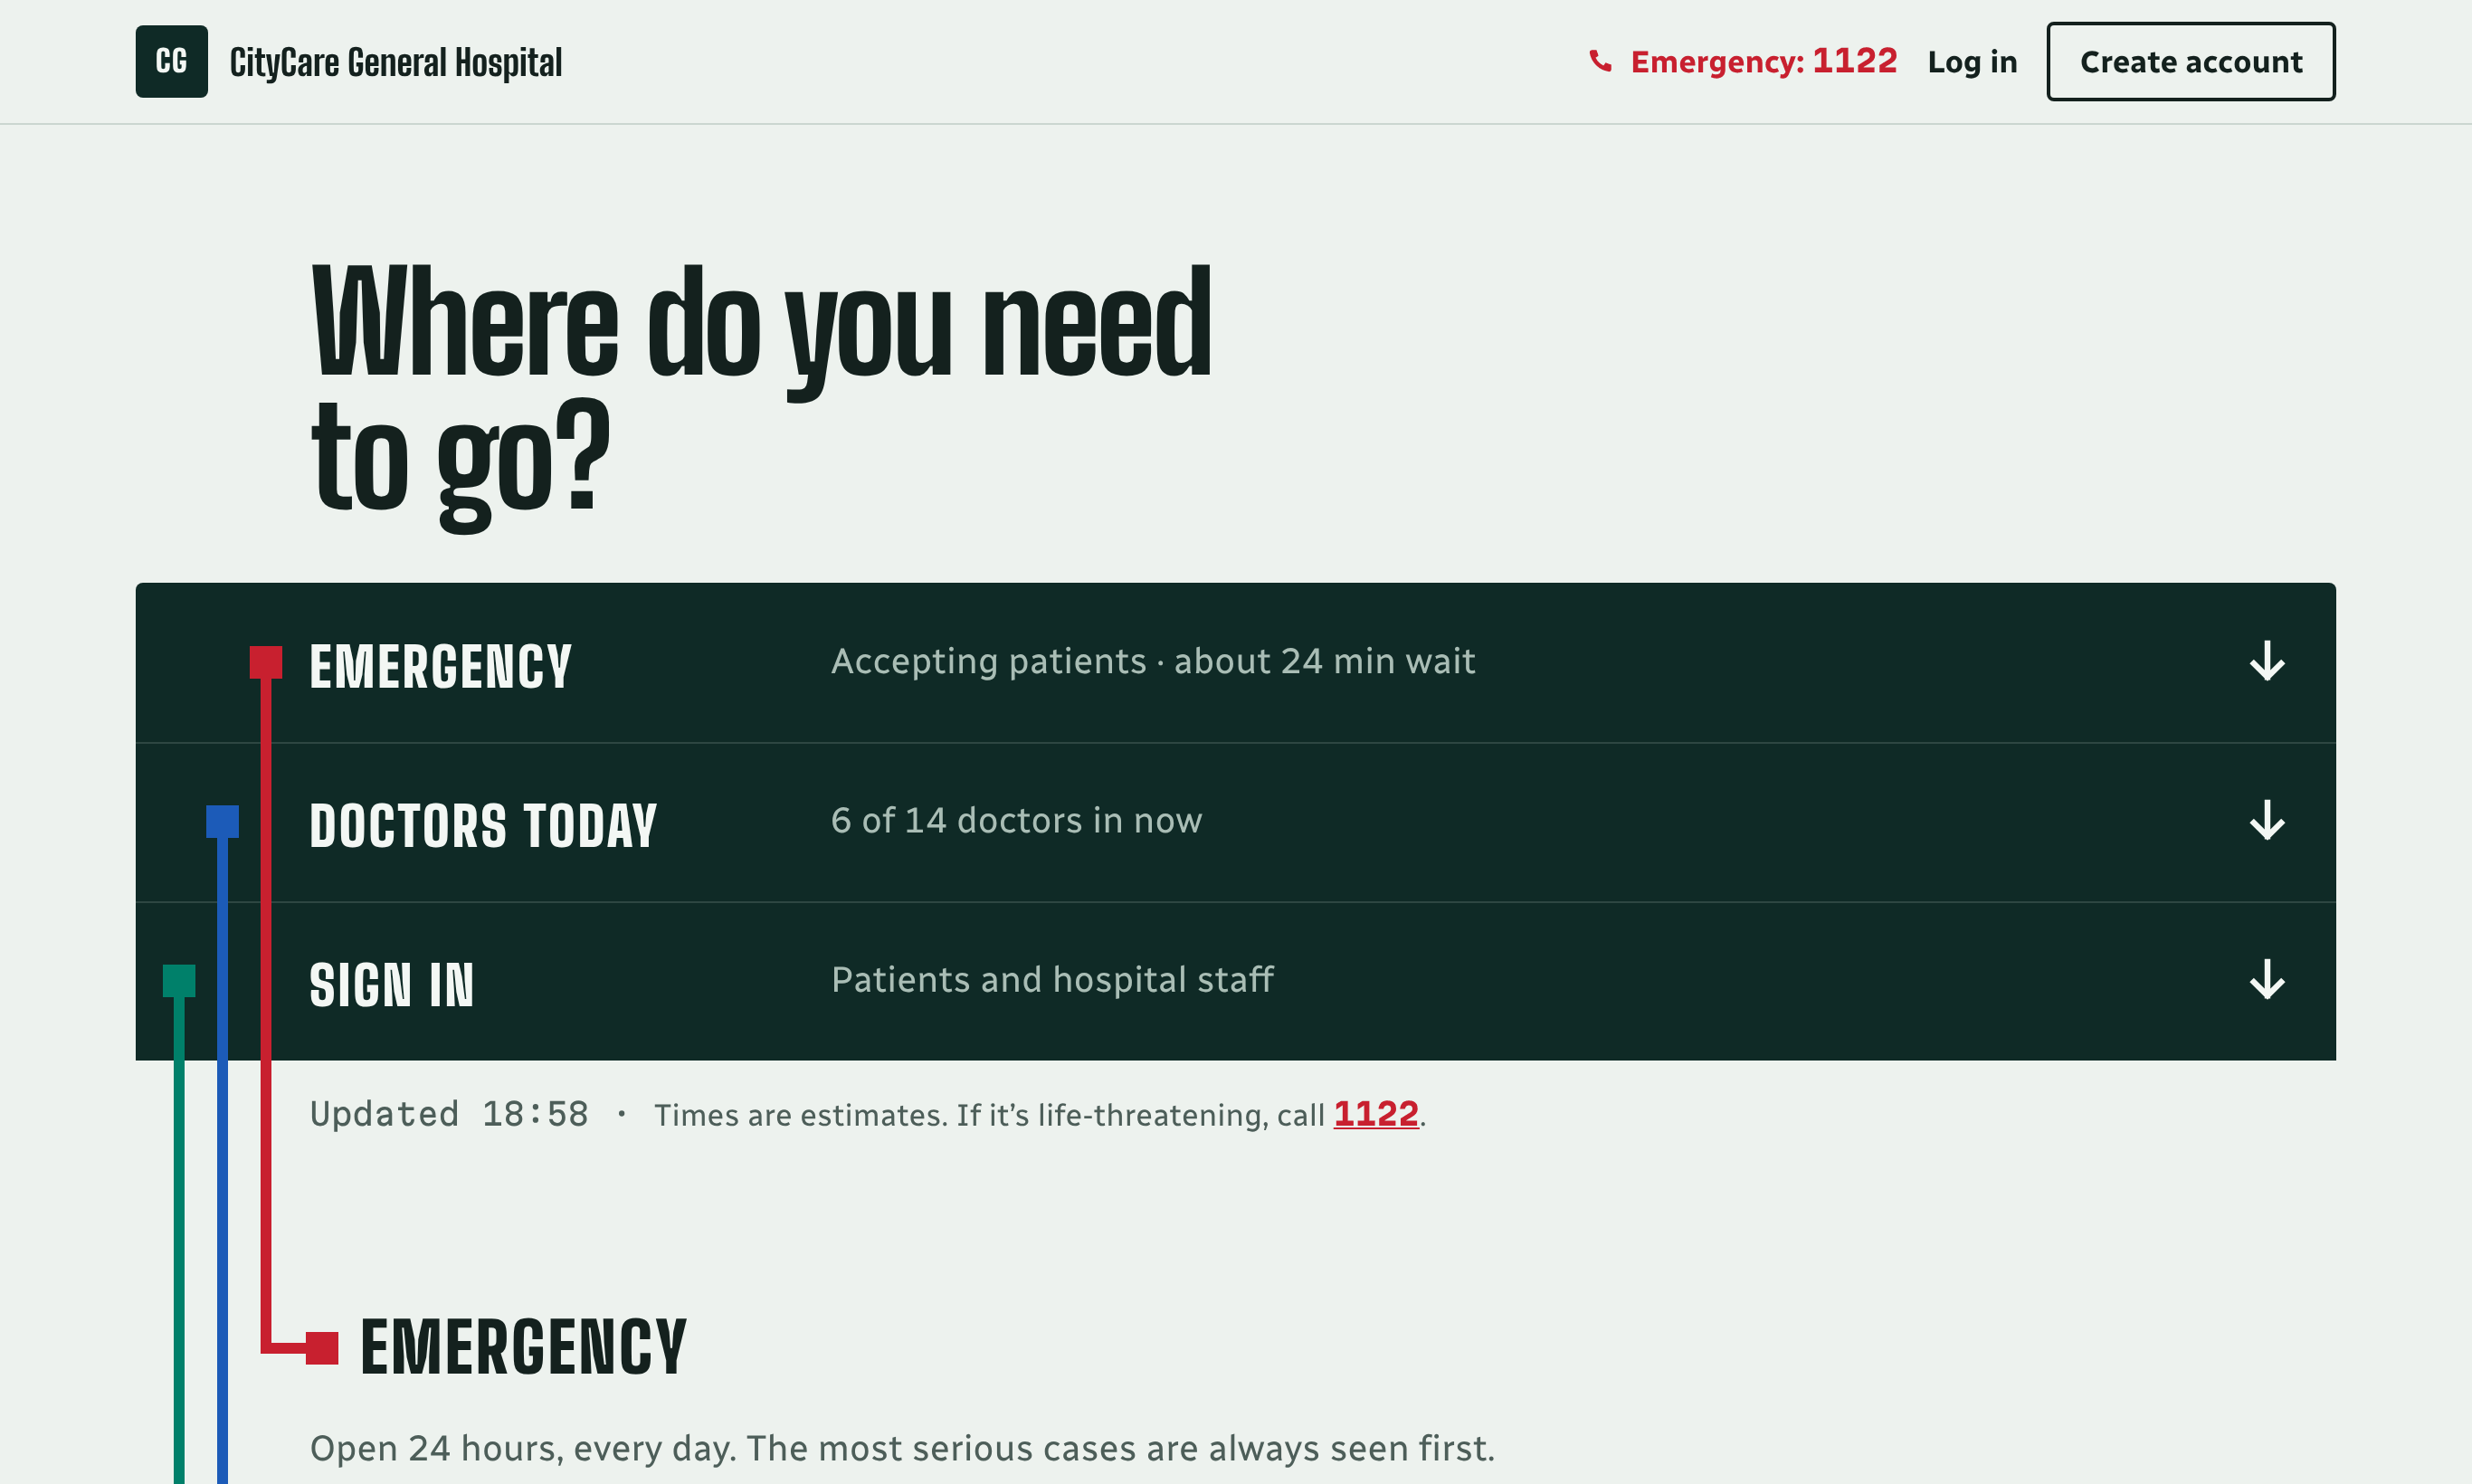 CG
CityCare General Hospital
Emergency: 1122
Log in
Create account
Where do you need
to go?
EMERGENCY
Accepting patients · about 24 min wait
DOCTORS TODAY
6 of 14 doctors in now
SIGN IN
Patients and hospital staff
Updated 18:58 · Times are estimates. If it’s life-threatening, call 1122.
EMERGENCY
Open 24 hours, every day. The most serious cases are always seen first.